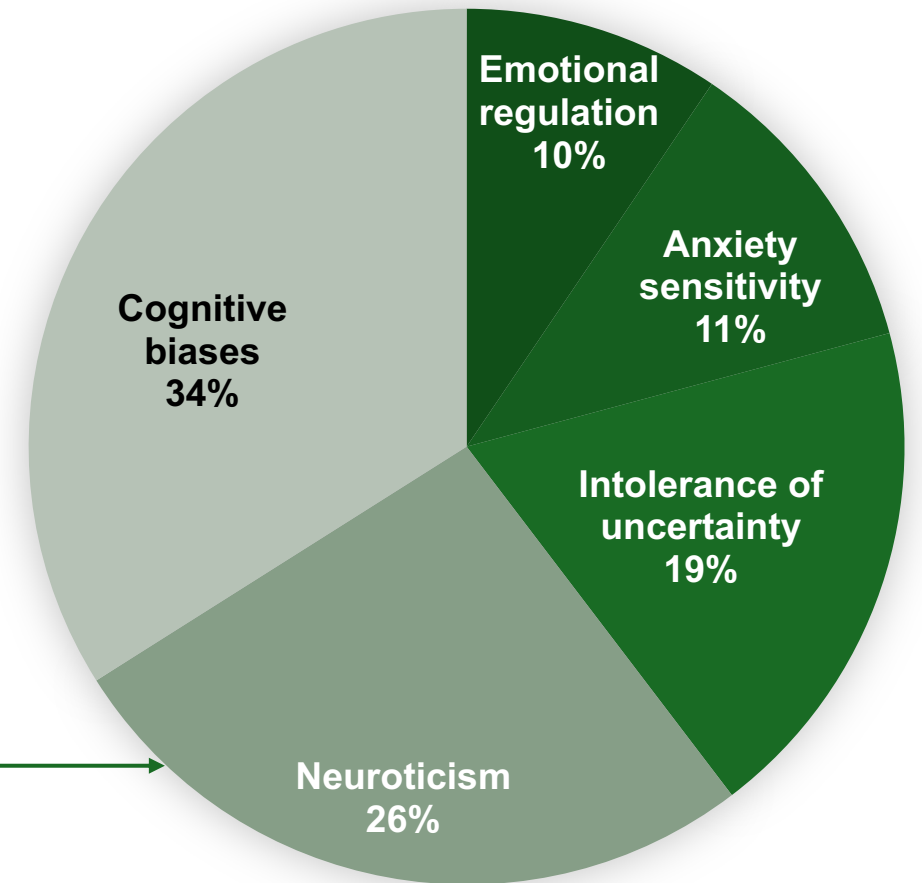 Emotional
regulation
10%
Anxiety
sensitivity
11%
Intolerance of
uncertainty
19%
Neuroticism
26%
Cognitive
biases
34%